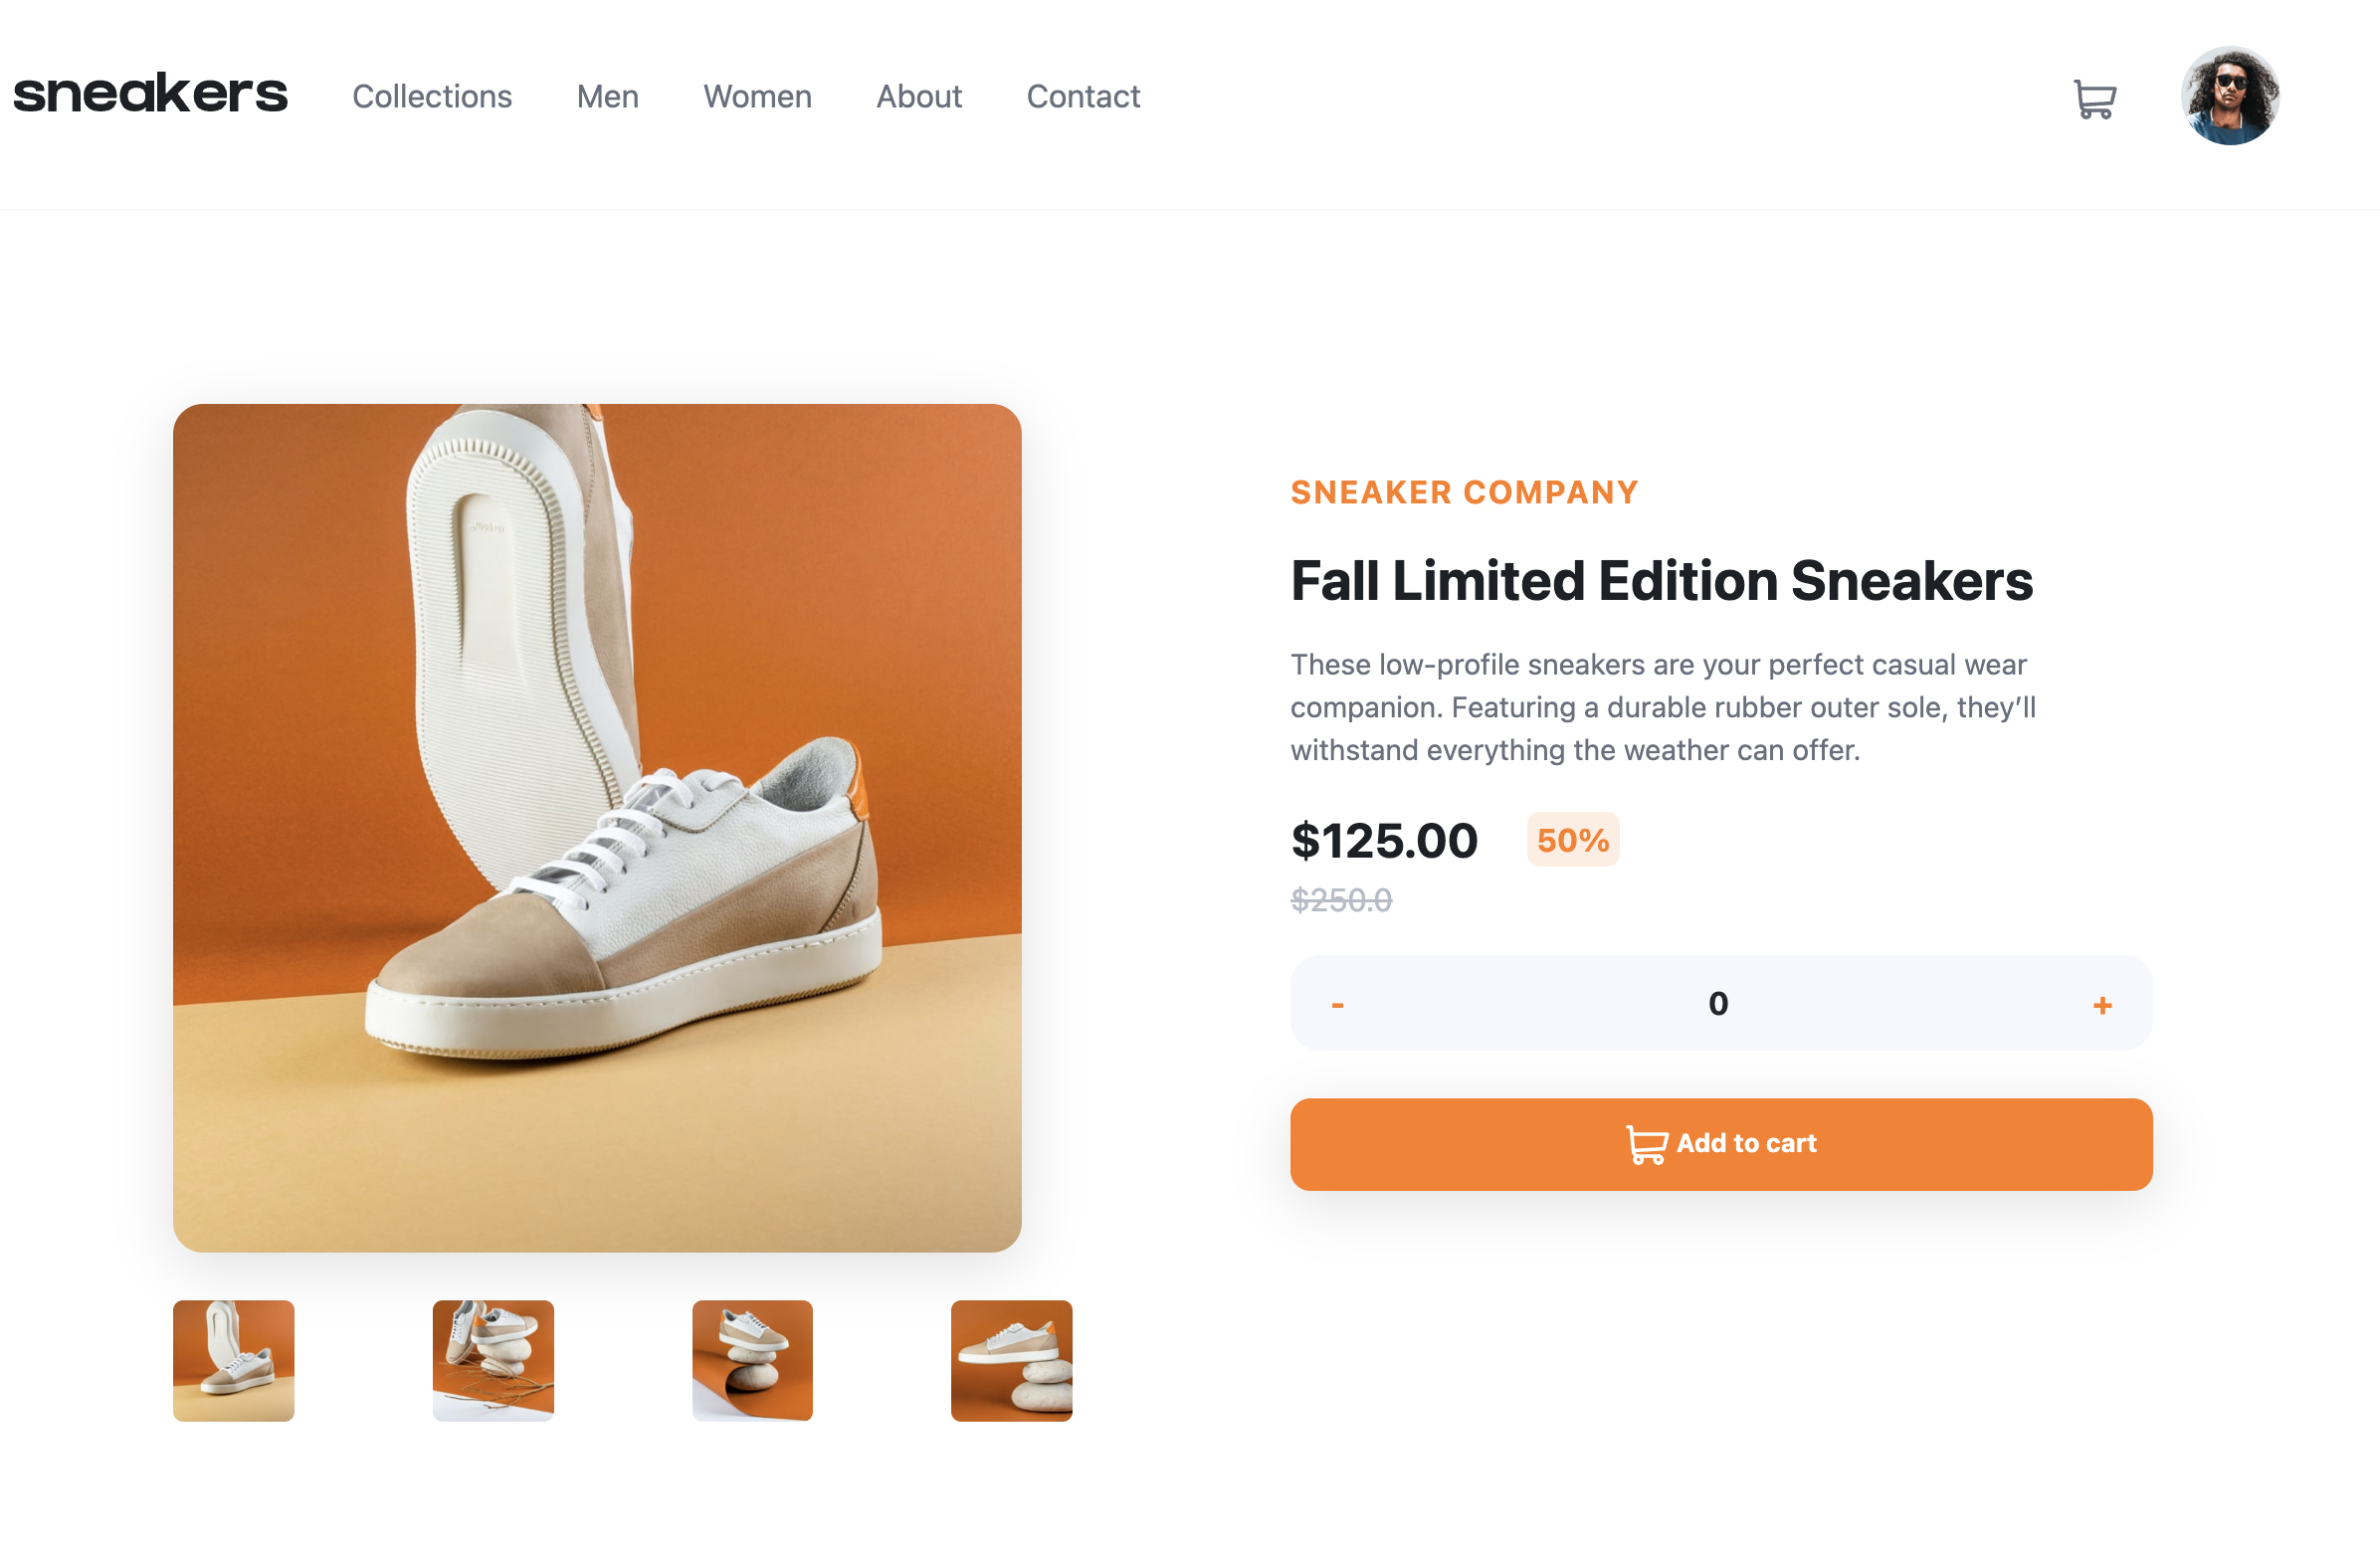 sneakers
Collections
Men
Women
About
Contact
SNEAKER COMPANY
Fall Limited Edition Sneakers
These low-profile sneakers are your perfect casual wear
companion. Featuring a durable rubber outer sole, they’ll
withstand everything the weather can offer.
$125.00 50%
$250.0
- 0 +
Add to cart